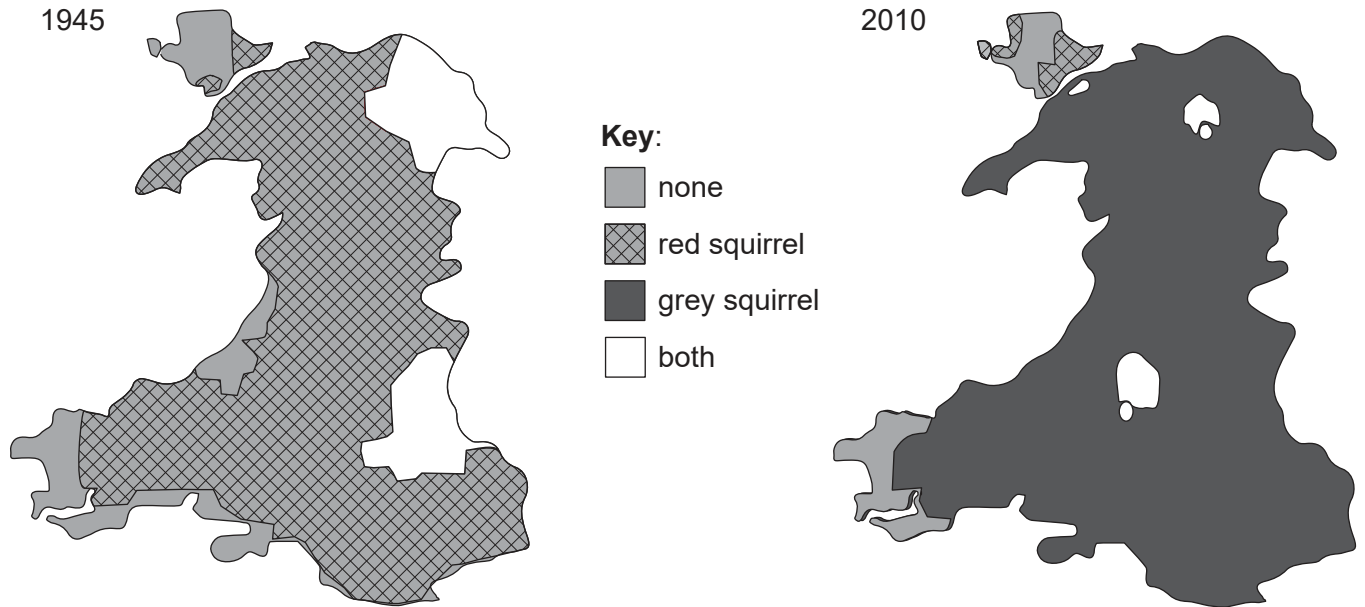 1945
2010
Key:
none
red squirrel
grey squirrel
both